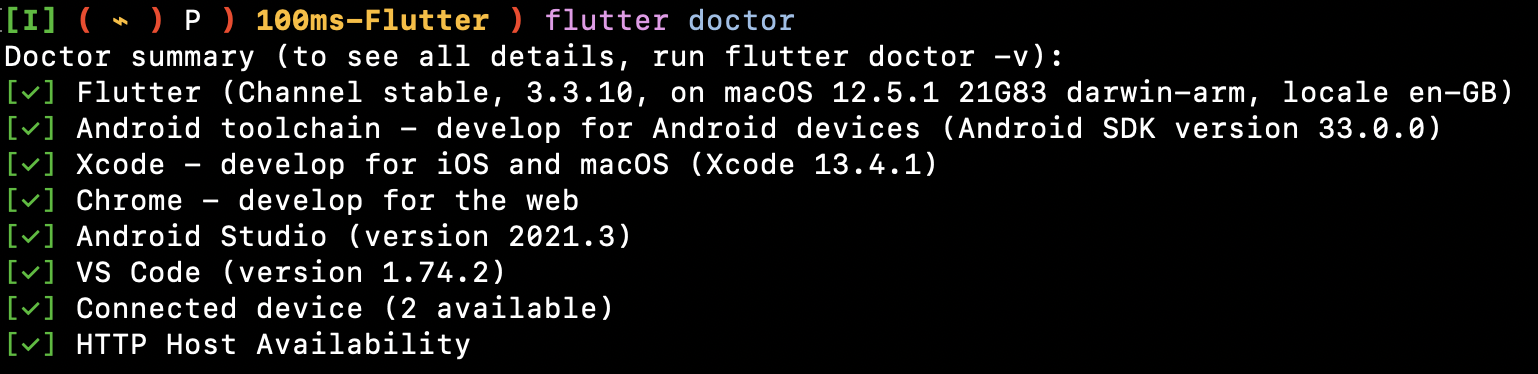 [I] ( ⌁ ) P ) 100ms-Flutter ) flutter doctor
Doctor summary (to see all details, run flutter doctor -v):
[✓] Flutter (Channel stable, 3.3.10, on macOS 12.5.1 21G83 darwin-arm, locale en-GB)
[✓] Android toolchain - develop for Android devices (Android SDK version 33.0.0)
[✓] Xcode - develop for iOS and macOS (Xcode 13.4.1)
[✓] Chrome - develop for the web
[✓] Android Studio (version 2021.3)
[✓] VS Code (version 1.74.2)
[✓] Connected device (2 available)
[✓] HTTP Host Availability